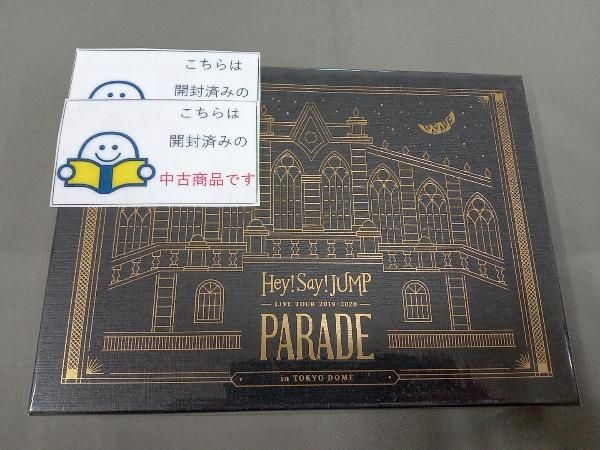 こちらは
開封済みの
こちらは
開封済みの
中古商品です
PARADE
Hey! Say! JUMP
LIVE TOUR 2019-2020
PARADE
in TOKYO DOME